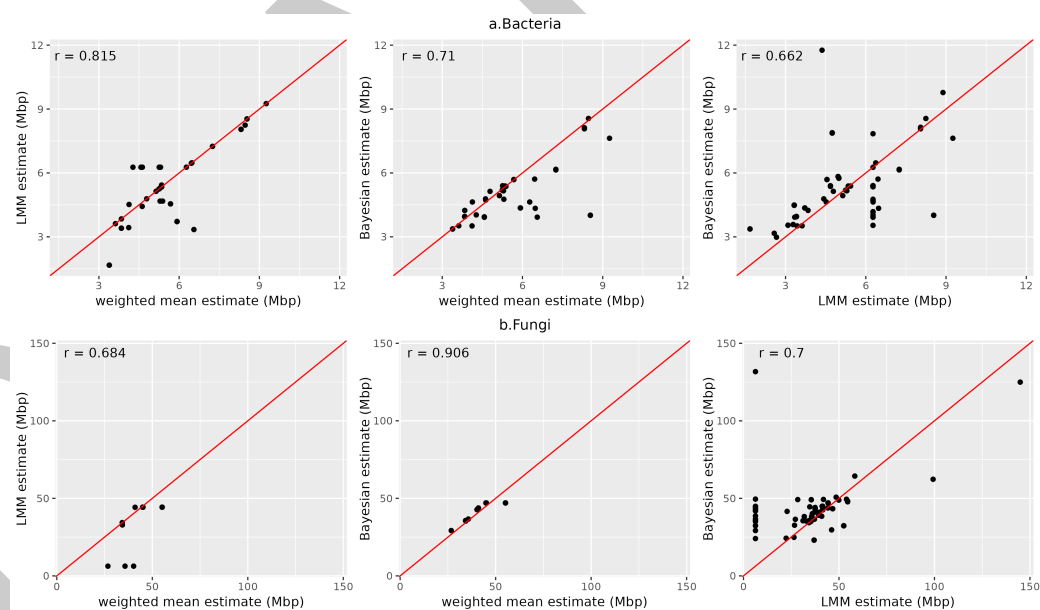 a.Bacteria
r = 0.815
LMM estimate (Mbp)
12
9
6
3
3 6 9 12
weighted mean estimate (Mbp)
r = 0.71
Bayesian estimate (Mbp)
12
9
6
3
3 6 9 12
weighted mean estimate (Mbp)
r = 0.662
Bayesian estimate (Mbp)
12
9
6
3
3 6 9 12
LMM estimate (Mbp)
b.Fungi
r = 0.684
LMM estimate (Mbp)
150
100
50
0
0 50 100 150
weighted mean estimate (Mbp)
r = 0.906
Bayesian estimate (Mbp)
150
100
50
0
0 50 100 150
weighted mean estimate (Mbp)
r = 0.7
Bayesian estimate (Mbp)
150
100
50
0
0 50 100 150
LMM estimate (Mbp)